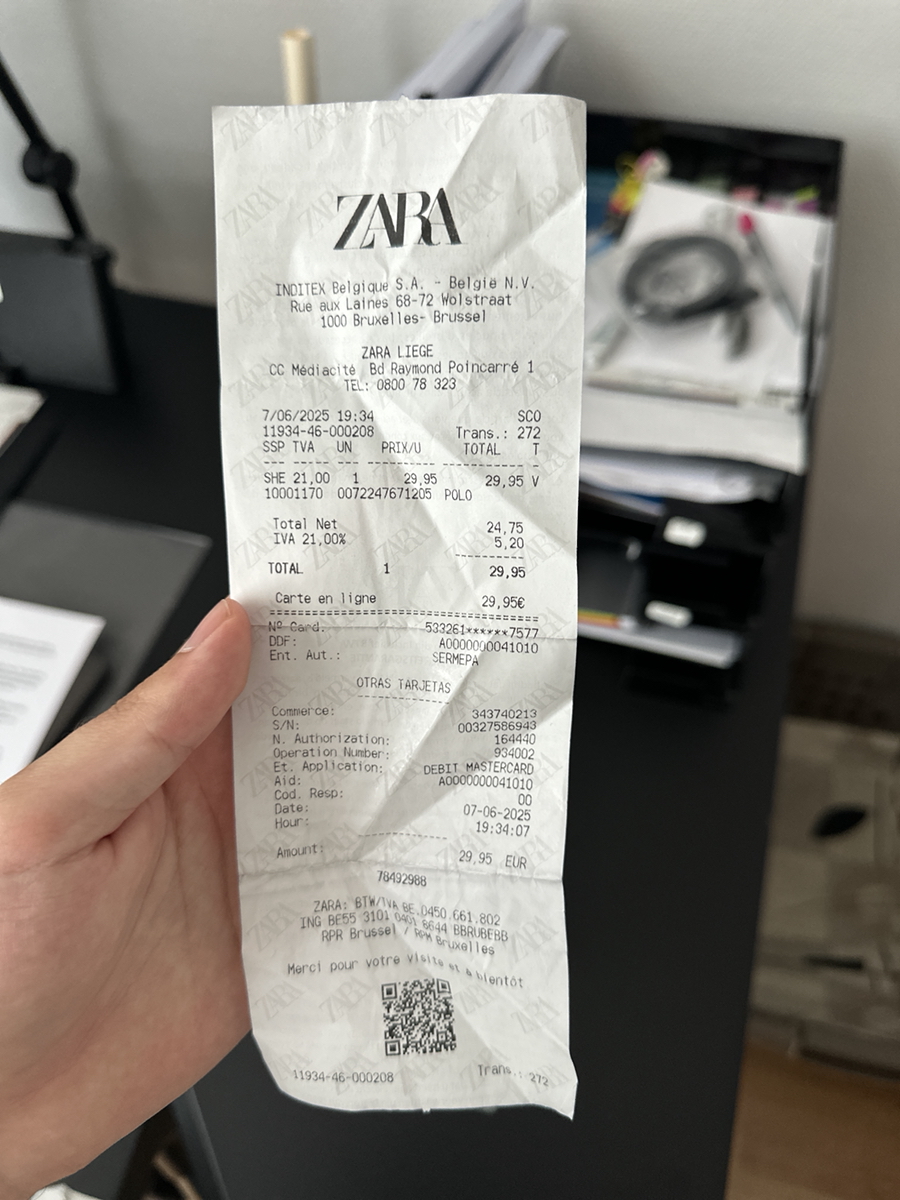 ZARA
INDITEX Belgique S.A. - België N.V.
Rue aux Laines 68-72 Wolstraat
1000 Bruxelles- Brussel
ZARA LIEGE
CC Médiacité Bd Raymond Poincarré 1
TEL: 0800 78 323
7/06/2025 19:34 SCO
11934-46-000208 Trans.: 272
SSP TVA UN PRIX/U TOTAL T
SHE 21,00 1 29,95 29,95 V
10001170 0072247671205 POLO
Total Net 24,75
IVA 21,00% 5,20
TOTAL 1 29,95
Carte en ligne 29,95€
Nº Card. 533261******7577
DDF: A0000000041010
Ent. Aut.: SERMEPA
OTRAS TARJETAS
Commerce: 343740213
S/N: 00327586943
N. Authorization: 164440
Operation Number: 934002
Et. Application: DEBIT MASTERCARD
Aid: A0000000041010
Cod. Resp: 00
Date: 07-06-2025
Hour: 19:34:07
Amount: 29,95 EUR
78492988
ZARA: BTW/TVA BE.0450.661.802
ING BE55 3101 0401 8644 BBRUBEBB
RPR Brussel / RPM Bruxelles
Merci pour votre visite et à bientôt
11934-46-000208 Trans.: 272